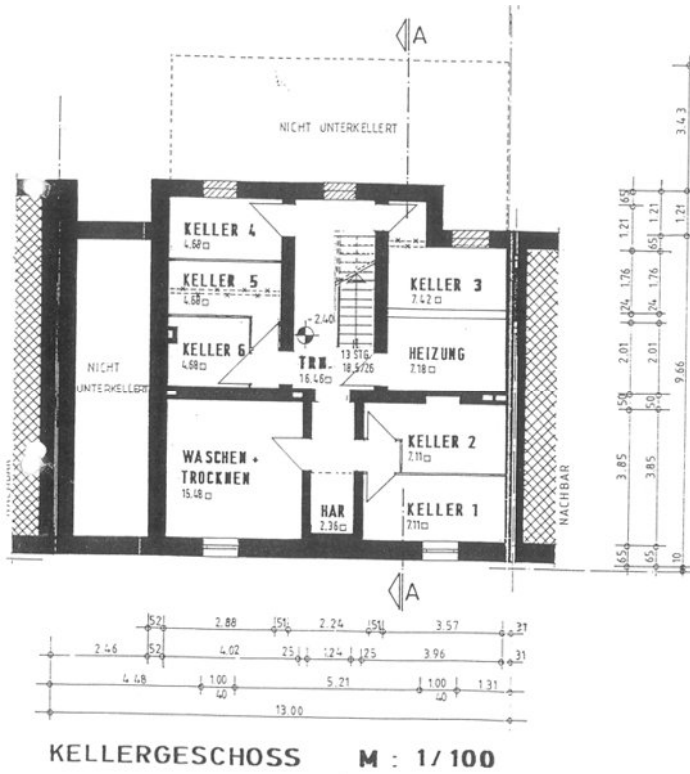 A
NICHT UNTERKELLERT
KELLER 4
4,68
KELLER 5
4,68
KELLER 3
7.42
-2.40
KELLER 6
4,68
TRH.
16,46
13 STG.
18,5/26
HEIZUNG
7.18
NICHT
UNTERKELLERT
WASCHEN +
TROCKNEN
15,48
KELLER 2
7,11
HAR
2,36
KELLER 1
7,11
NACHBAR
A
3.43
65 1.21 1.76 24 2.01 50 3.85 65
1.21 65 1.76 24 2.01 50 3.85 65
1.21 9.66 10
52 2.88 51 2.24 51 3.57 31
2.46 52 4.02 25 1.24 25 3.96 31
4.48 1.00 5.21 1.00 1.31
40 40
13.00
KELLERGESCHOSS M : 1/100